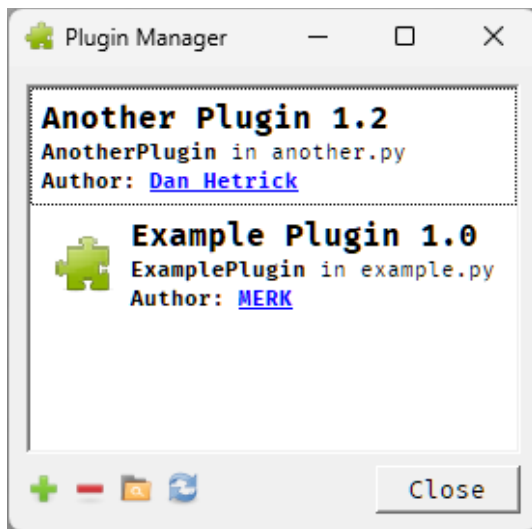 Plugin Manager
Another Plugin 1.2
AnotherPlugin in another.py
Author: Dan Hetrick
Example Plugin 1.0
ExamplePlugin in example.py
Author: MERK
Close